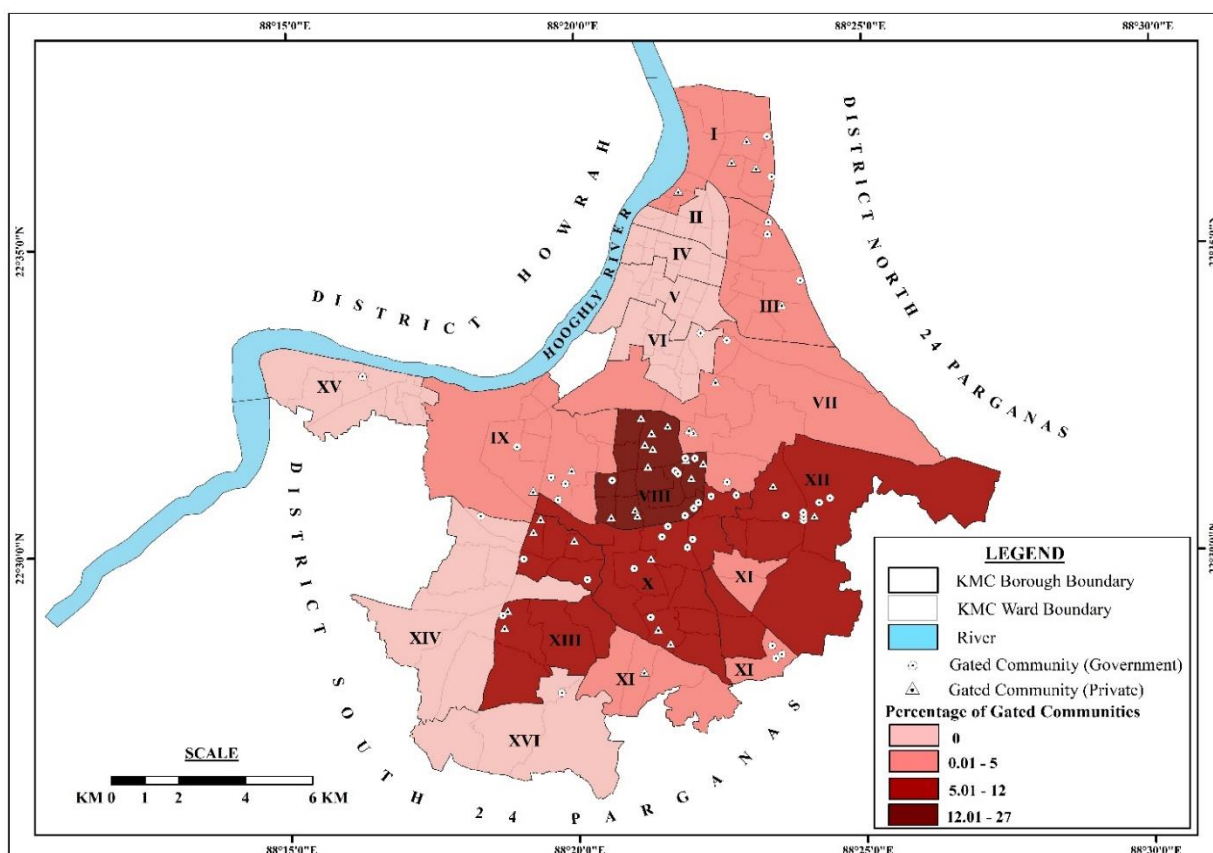 88°15'0"E 88°20'0"E 88°25'0"E 88°30'0"E
22°35'0"N
22°30'0"N
DISTRICT HOWRAH
HOOGHLY RIVER
DISTRICT NORTH 24 PARGANAS
DISTRICT SOUTH 24 PARGANAS
I
II
IV
V
III
VI
XV
VII
IX
VIII
XII
XI
X
XIV
XIII
XI
XI
XVI
SCALE
KM 0 1 2 4 6 KM
LEGEND
KMC Borough Boundary
KMC Ward Boundary
River
Gated Community (Government)
Gated Community (Private)
Percentage of Gated Communities
0
0.01 - 5
5.01 - 12
12.01 - 27
88°15'0"E 88°20'0"E 88°25'0"E 88°30'0"E